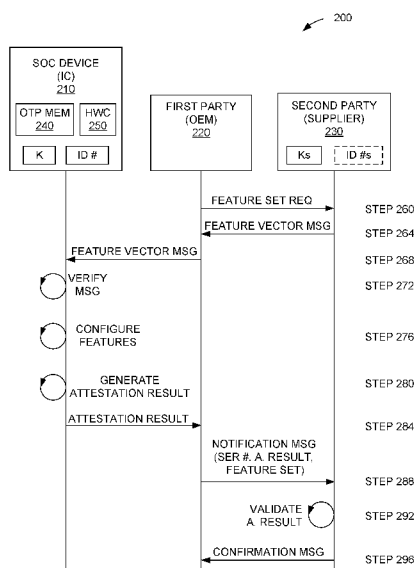 200
SOC DEVICE
(IC)
210
OTP MEM
240
HWC
250
K
ID #
FIRST PARTY
(OEM)
220
SECOND PARTY
(SUPPLIER)
230
Ks
ID #s
FEATURE SET REQ
STEP 260
FEATURE VECTOR MSG
STEP 264
FEATURE VECTOR MSG
STEP 268
VERIFY
MSG
STEP 272
CONFIGURE
FEATURES
STEP 276
GENERATE
ATTESTATION RESULT
STEP 280
ATTESTATION RESULT
STEP 284
NOTIFICATION MSG
(SER #. A. RESULT,
FEATURE SET)
STEP 288
VALIDATE
A. RESULT
STEP 292
CONFIRMATION MSG
STEP 296